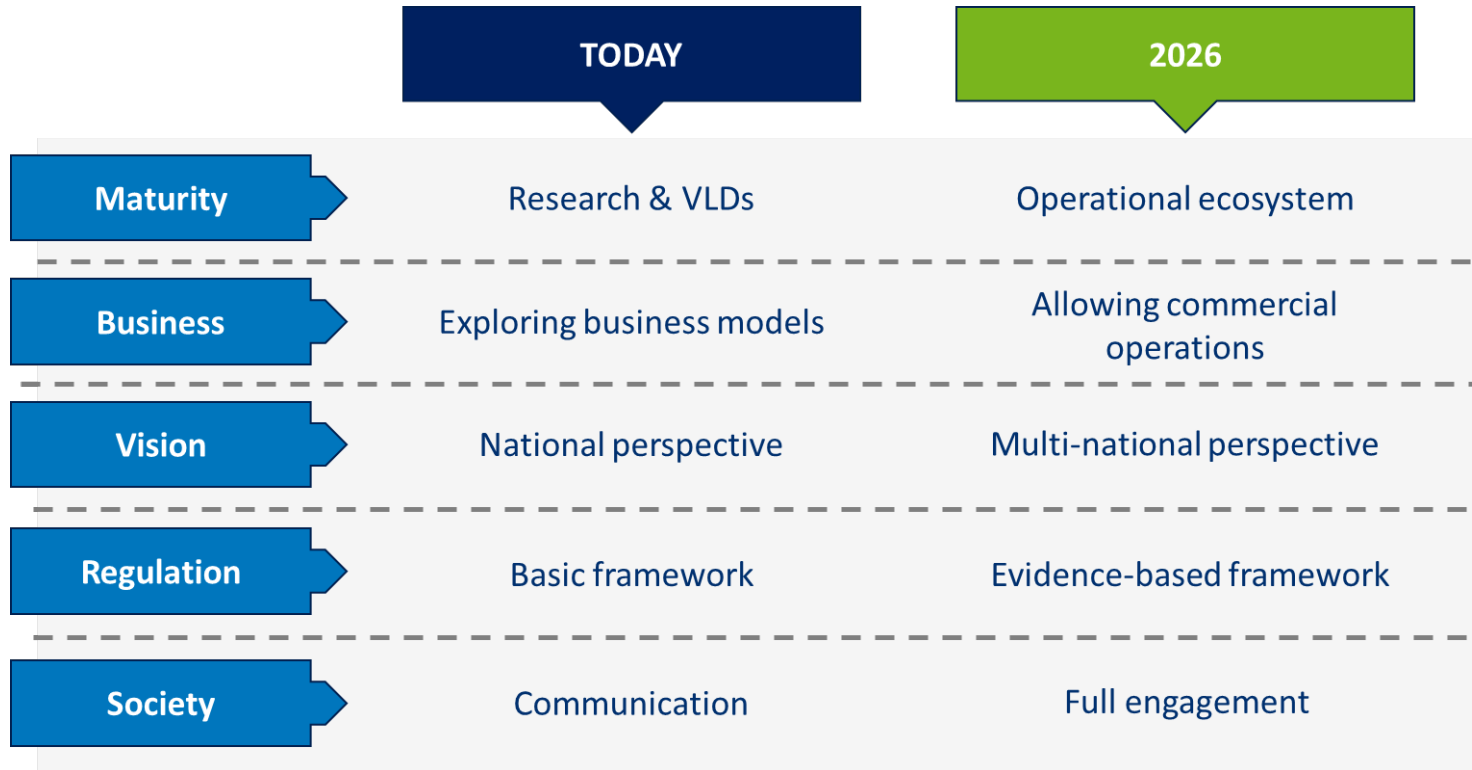 TODAY
2026
Maturity
Research & VLDs
Operational ecosystem
Business
Exploring business models
Allowing commercial
operations
Vision
National perspective
Multi-national perspective
Regulation
Basic framework
Evidence-based framework
Society
Communication
Full engagement